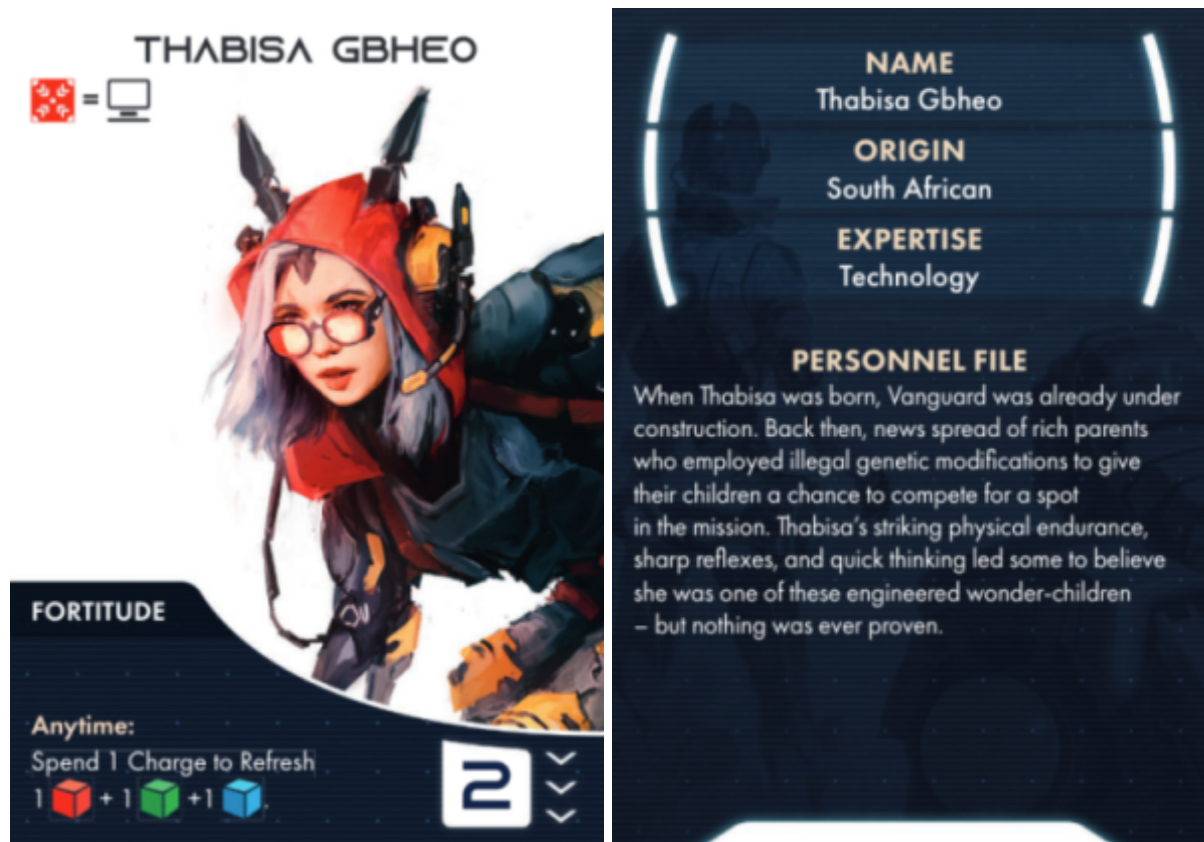 THABISA GBHEO
=
FORTITUDE
Anytime:
Spend 1 Charge to Refresh
1 + 1 +1 .
2
NAME
Thabisa Gbheo
ORIGIN
South African
EXPERTISE
Technology
PERSONNEL FILE
When Thabisa was born, Vanguard was already under
construction. Back then, news spread of rich parents
who employed illegal genetic modifications to give
their children a chance to compete for a spot
in the mission. Thabisa’s striking physical endurance,
sharp reflexes, and quick thinking led some to believe
she was one of these engineered wonder-children
– but nothing was ever proven.